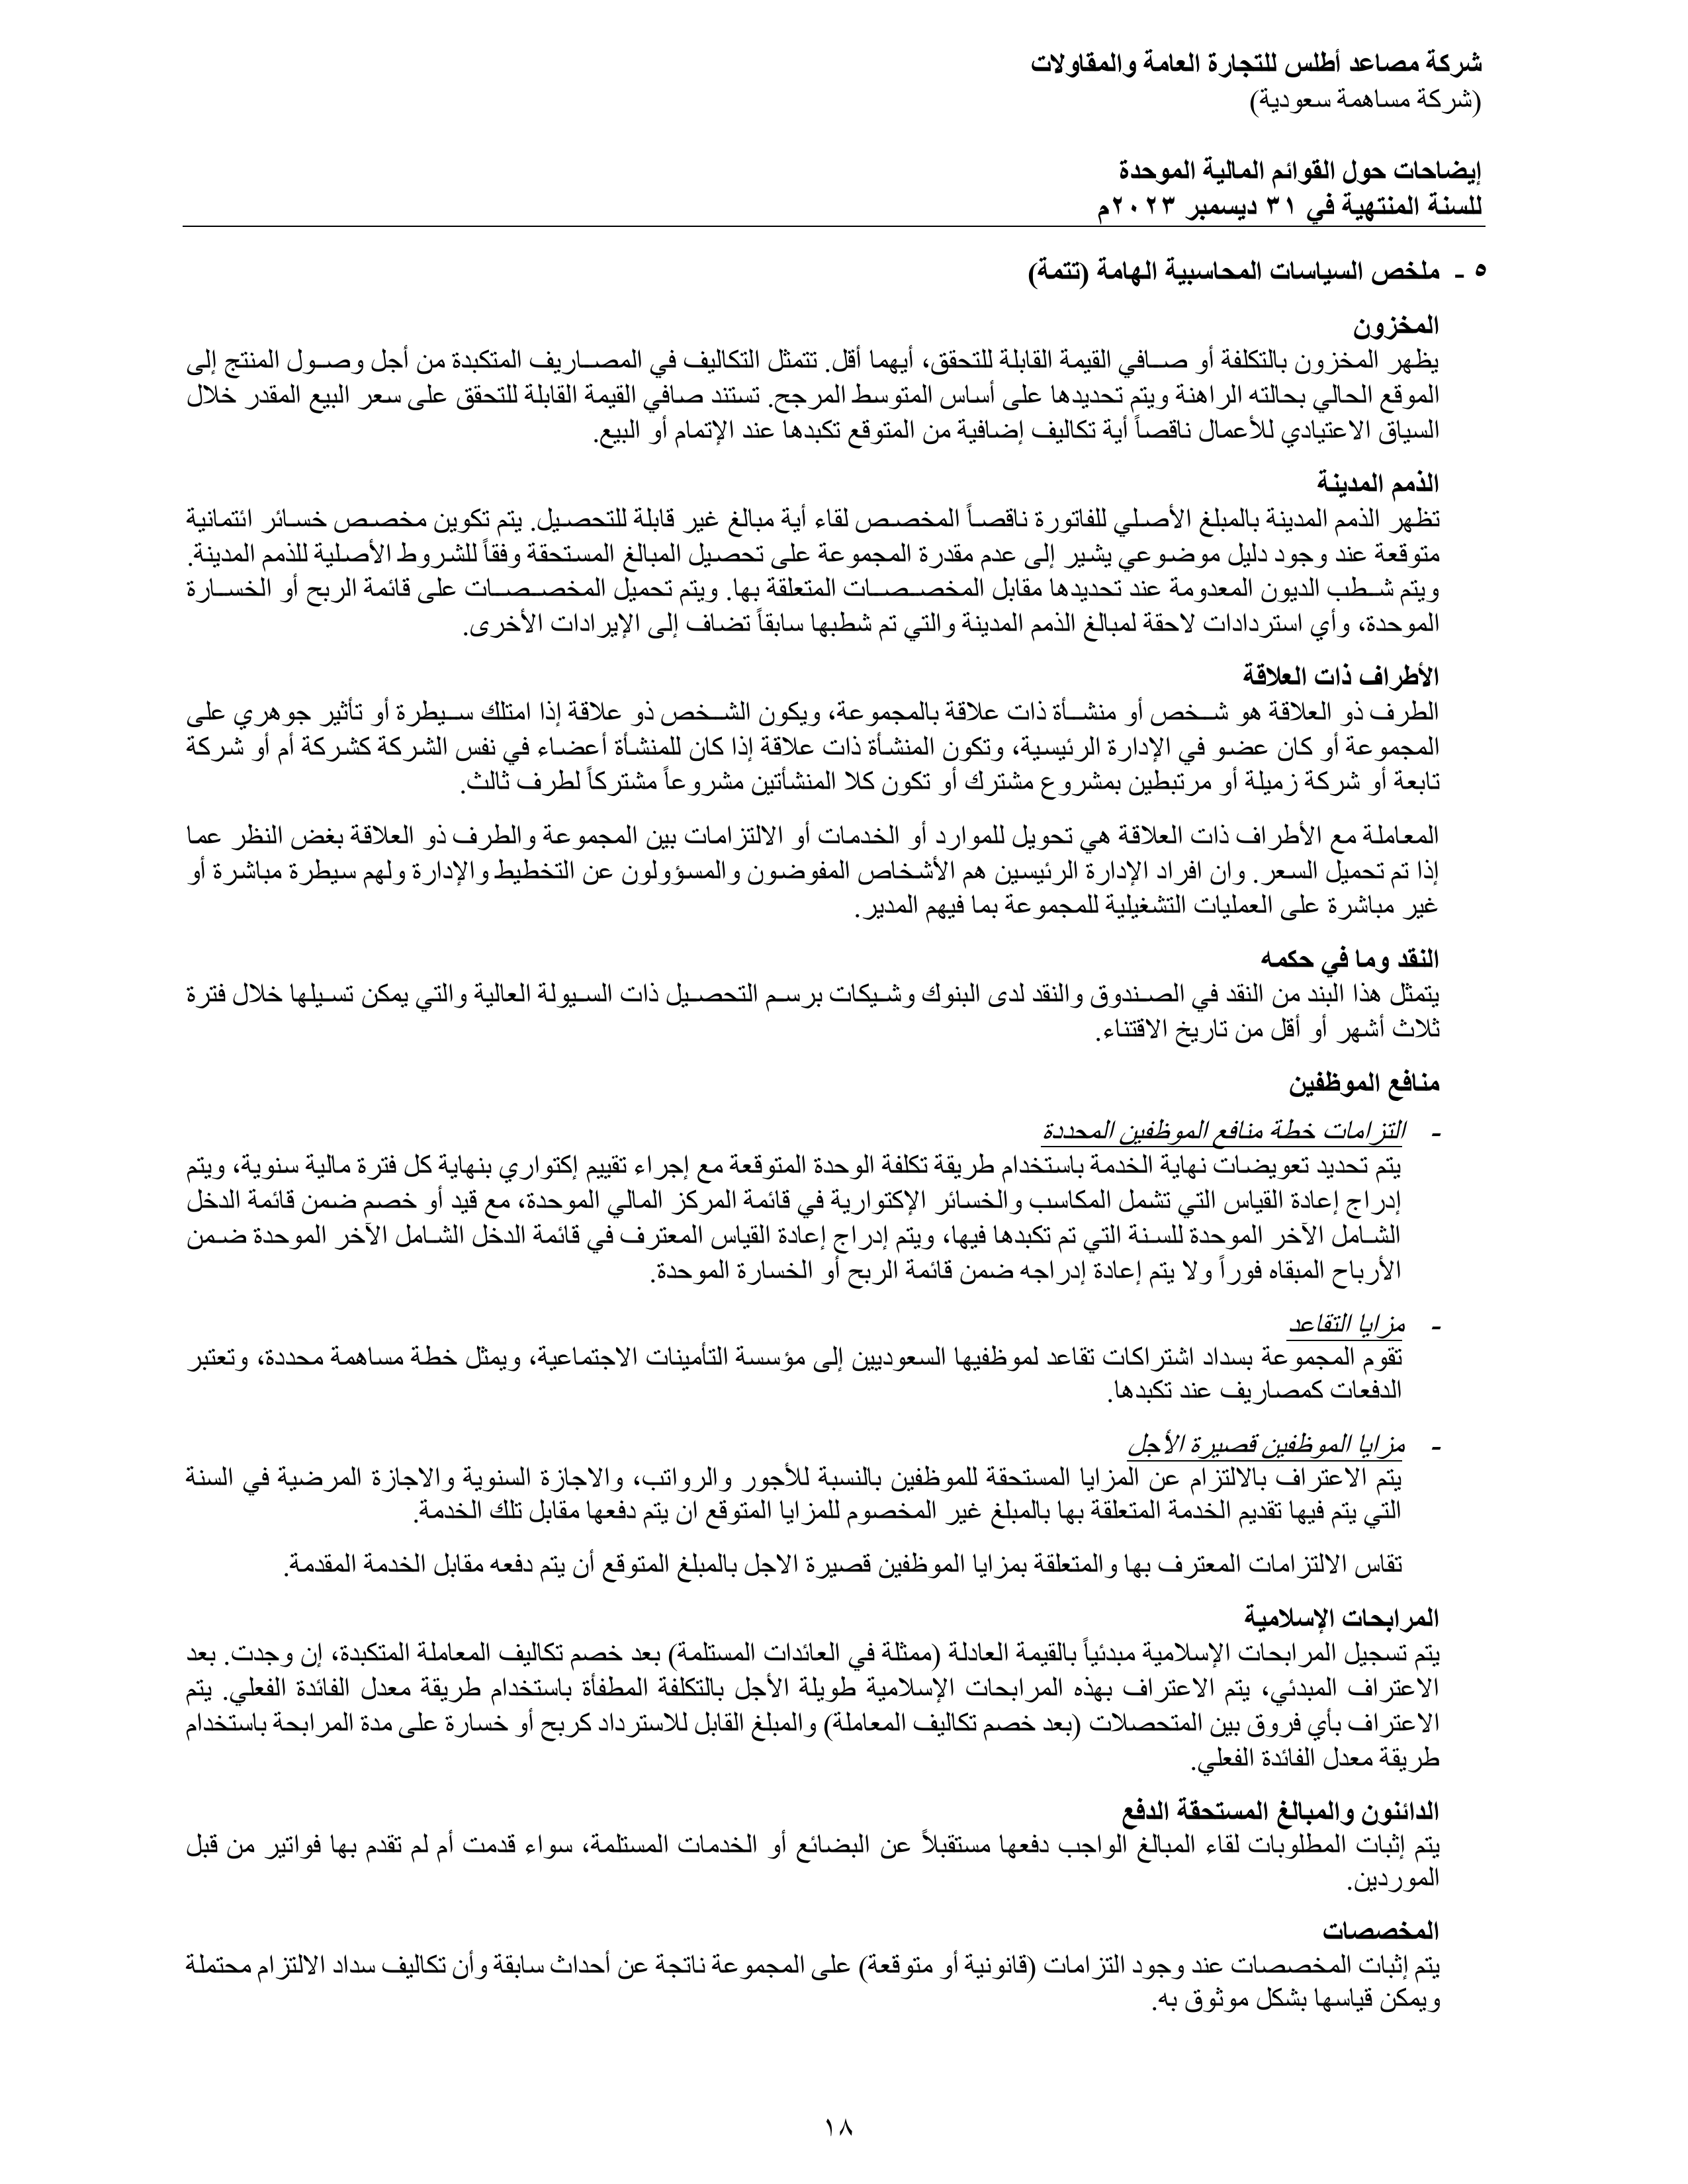 شركة مصاعد أطلس للتجارة العامة والمقاولات
(شركة مساهمة سعودية)
إيضاحات حول القوائم المالية الموحدة
للسنة المنتهية في ٣١ ديسمبر ٢٠٢٣م
٥ - ملخص السياسات المحاسبية الهامة (تتمة)
المخزون
يظهر المخزون بالتكلفة أو صافي القيمة القابلة للتحقق، أيهما أقل. تتمثل التكاليف في المصاريف المتكبدة من أجل وصول المنتج إلى
الموقع الحالي بحالته الراهنة ويتم تحديدها على أساس المتوسط المرجح. تستند صافي القيمة القابلة للتحقق على سعر البيع المقدر خلال
السياق الاعتيادي للأعمال ناقصاً أية تكاليف إضافية من المتوقع تكبدها عند الإتمام أو البيع.
الذمم المدينة
تظهر الذمم المدينة بالمبلغ الأصلي للفاتورة ناقصاً المخصص لقاء أية مبالغ غير قابلة للتحصيل. يتم تكوين مخصص خسائر ائتمانية
متوقعة عند وجود دليل موضوعي يشير إلى عدم مقدرة المجموعة على تحصيل المبالغ المستحقة وفقاً للشروط الأصلية للذمم المدينة.
ويتم شطب الديون المعدومة عند تحديدها مقابل المخصصات المتعلقة بها. ويتم تحميل المخصصات على قائمة الربح أو الخسارة
الموحدة، وأي استردادات لاحقة لمبالغ الذمم المدينة والتي تم شطبها سابقاً تضاف إلى الإيرادات الأخرى.
الأطراف ذات العلاقة
الطرف ذو العلاقة هو شخص أو منشأة ذات علاقة بالمجموعة، ويكون الشخص ذو علاقة إذا امتلك سيطرة أو تأثير جوهري على
المجموعة أو كان عضو في الإدارة الرئيسية، وتكون المنشأة ذات علاقة إذا كان للمنشأة أعضاء في نفس الشركة كشركة أم أو شركة
تابعة أو شركة زميلة أو مرتبطين بمشروع مشترك أو تكون كلا المنشأتين مشروعاً مشتركاً لطرف ثالث.
المعاملة مع الأطراف ذات العلاقة هي تحويل للموارد أو الخدمات أو الالتزامات بين المجموعة والطرف ذو العلاقة بغض النظر عما
إذا تم تحميل السعر. وان افراد الإدارة الرئيسين هم الأشخاص المفوضون والمسؤولون عن التخطيط والإدارة ولهم سيطرة مباشرة أو
غير مباشرة على العمليات التشغيلية للمجموعة بما فيهم المدير.
النقد وما في حكمه
يتمثل هذا البند من النقد في الصندوق والنقد لدى البنوك وشيكات برسم التحصيل ذات السيولة العالية والتي يمكن تسيلها خلال فترة
ثلاث أشهر أو أقل من تاريخ الاقتناء.
منافع الموظفين
- التزامات خطة منافع الموظفين المحددة
يتم تحديد تعويضات نهاية الخدمة باستخدام طريقة تكلفة الوحدة المتوقعة مع إجراء تقييم إكتواري بنهاية كل فترة مالية سنوية، ويتم
إدراج إعادة القياس التي تشمل المكاسب والخسائر الإكتوارية في قائمة المركز المالي الموحدة، مع قيد أو خصم ضمن قائمة الدخل
الشامل الآخر الموحدة للسنة التي تم تكبدها فيها، ويتم إدراج إعادة القياس المعترف في قائمة الدخل الشامل الآخر الموحدة ضمن
الأرباح المبقاه فوراً ولا يتم إعادة إدراجه ضمن قائمة الربح أو الخسارة الموحدة.
- مزايا التقاعد
تقوم المجموعة بسداد اشتراكات تقاعد لموظفيها السعوديين إلى مؤسسة التأمينات الاجتماعية، ويمثل خطة مساهمة محددة، وتعتبر
الدفعات كمصاريف عند تكبدها.
- مزايا الموظفين قصيرة الأجل
يتم الاعتراف بالالتزام عن المزايا المستحقة للموظفين بالنسبة للأجور والرواتب، والاجازة السنوية والاجازة المرضية في السنة
التي يتم فيها تقديم الخدمة المتعلقة بها بالمبلغ غير المخصوم للمزايا المتوقع ان يتم دفعها مقابل تلك الخدمة.
تقاس الالتزامات المعترف بها والمتعلقة بمزايا الموظفين قصيرة الاجل بالمبلغ المتوقع أن يتم دفعه مقابل الخدمة المقدمة.
المرابحات الإسلامية
يتم تسجيل المرابحات الإسلامية مبدئياً بالقيمة العادلة (ممثلة في العائدات المستلمة) بعد خصم تكاليف المعاملة المتكبدة، إن وجدت. بعد
الاعتراف المبدئي، يتم الاعتراف بهذه المرابحات الإسلامية طويلة الأجل بالتكلفة المطفأة باستخدام طريقة معدل الفائدة الفعلي. يتم
الاعتراف بأي فروق بين المتحصلات (بعد خصم تكاليف المعاملة) والمبلغ القابل للاسترداد كربح أو خسارة على مدة المرابحة باستخدام
طريقة معدل الفائدة الفعلي.
الدائنون والمبالغ المستحقة الدفع
يتم إثبات المطلوبات لقاء المبالغ الواجب دفعها مستقبلاً عن البضائع أو الخدمات المستلمة، سواء قدمت أم لم تقدم بها فواتير من قبل
الموردين.
المخصصات
يتم إثبات المخصصات عند وجود التزامات (قانونية أو متوقعة) على المجموعة ناتجة عن أحداث سابقة وأن تكاليف سداد الالتزام محتملة
ويمكن قياسها بشكل موثوق به.
١٨